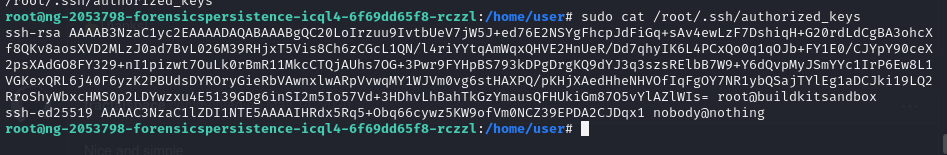 /root/.ssh/authorized_keys
root@ng-2053798-forensicspersistence-icql4-6f69dd65f8-rczzl:/home/user# sudo cat /root/.ssh/authorized_keys
ssh-rsa AAAAB3NzaC1yc2EAAAADAQABAAABgQC20LoIrzuu9IvtbUeV7jW5J+ed76E2NSYgFhcpJdFiGq+sAv4ewLzF7DshiqH+G20rdLdCgBA3ohcX
f8QKv8aosXVD2MLzJ0ad7BvL026M39RHjxT5Vis8Ch6zCGcL1QN/l4riYYtqAmWqxQHVE2HnUeR/Dd7qhyIK6L4PCxQo0q1qOJb+FY1E0/CJYpY90ceX
2psXAdGO8FY329+nI1pizwt7OuLk0rBmR11MkcCTQjAUhs7OG+3Pwr9FYHpBS793kDPgDrgKQ9dYJ3q3szsRElbB7W9+Y6dQvpMyJSmYYc1IrP6Ew8L1
VGKexQRL6j40F6yzK2PBUdsDYROryGieRbVAwnxlwARpVvwqMY1WJVm0vg6stHAXPQ/pKHjXAedHheNHVOfIqFgOY7NR1ybQSajTYlEg1aDCJki19LQ2
RroShyWbxcHMS0p2LDYwzxu4E5139GDg6inSI2m5Io57Vd+3HDhvLhBahTkGzYmausQFHUkiGm87O5vYlAZlWIs= root@buildkitsandbox
ssh-ed25519 AAAAC3NzaC1lZDI1NTE5AAAAIHRdx5Rq5+Obq66cywz5KW9ofVm0NCZ39EPDA2CJDqx1 nobody@nothing
root@ng-2053798-forensicspersistence-icql4-6f69dd65f8-rczzl:/home/user#
Nice and simple